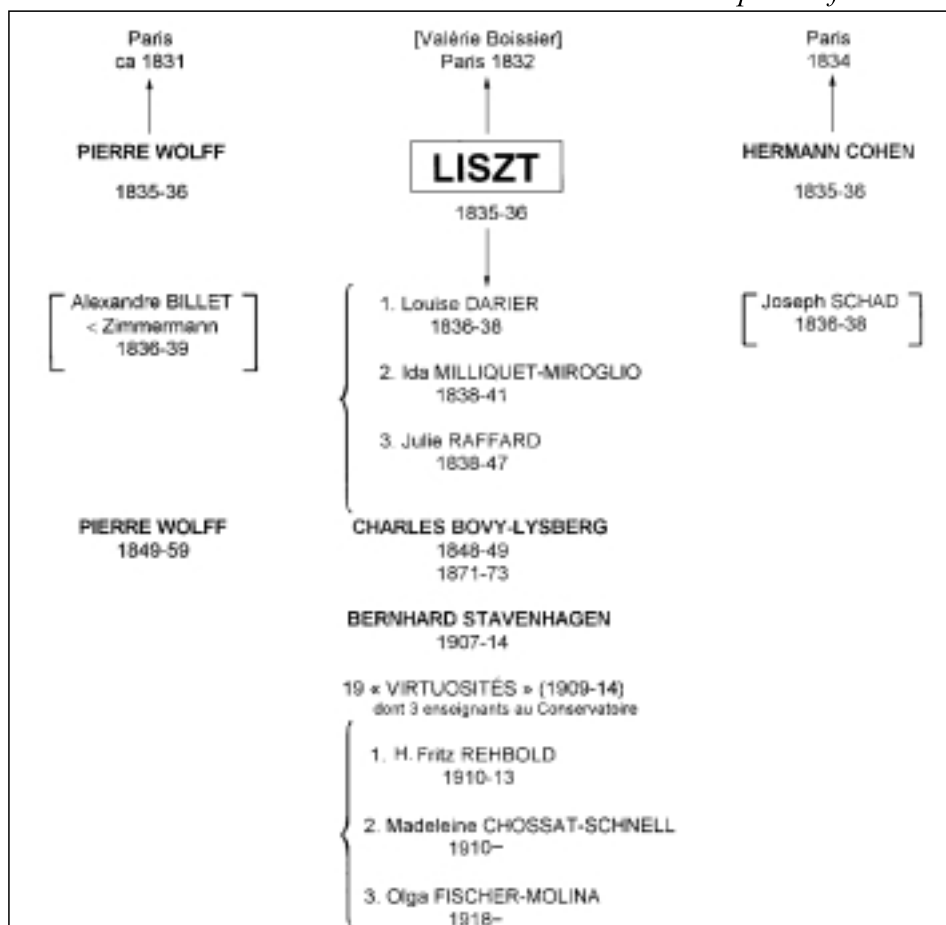 Paris
ca 1831
[Valérie Boissier]
Paris 1832
Paris
1834
PIERRE WOLFF
1835-36
LISZT
1835-36
HERMANN COHEN
1835-36
Alexandre BILLET
< Zimmermann
1836-39
1. Louise DARIER
1836-38
2. Ida MILLIQUET-MIROGLIO
1838-41
3. Julie RAFFARD
1838-47
Joseph SCHAD
1836-38
PIERRE WOLFF
1849-59
CHARLES BOVY-LYSBERG
1848-49
1871-73
BERNHARD STAVENHAGEN
1907-14
19 « VIRTUOSITÉS » (1909-14)
dont 3 enseignants au Conservatoire
1. H. Fritz REHBOLD
1910-13
2. Madeleine CHOSSAT-SCHNELL
1910–
3. Olga FISCHER-MOLINA
1918–